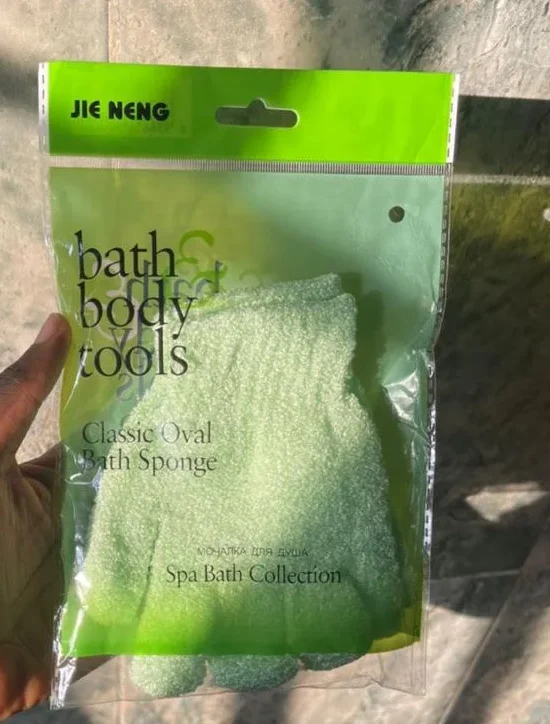 JIE NENG
bath
body
tools
Classic Oval
Bath Sponge
МОЧАЛКА ДЛЯ ДУША
Spa Bath Collection